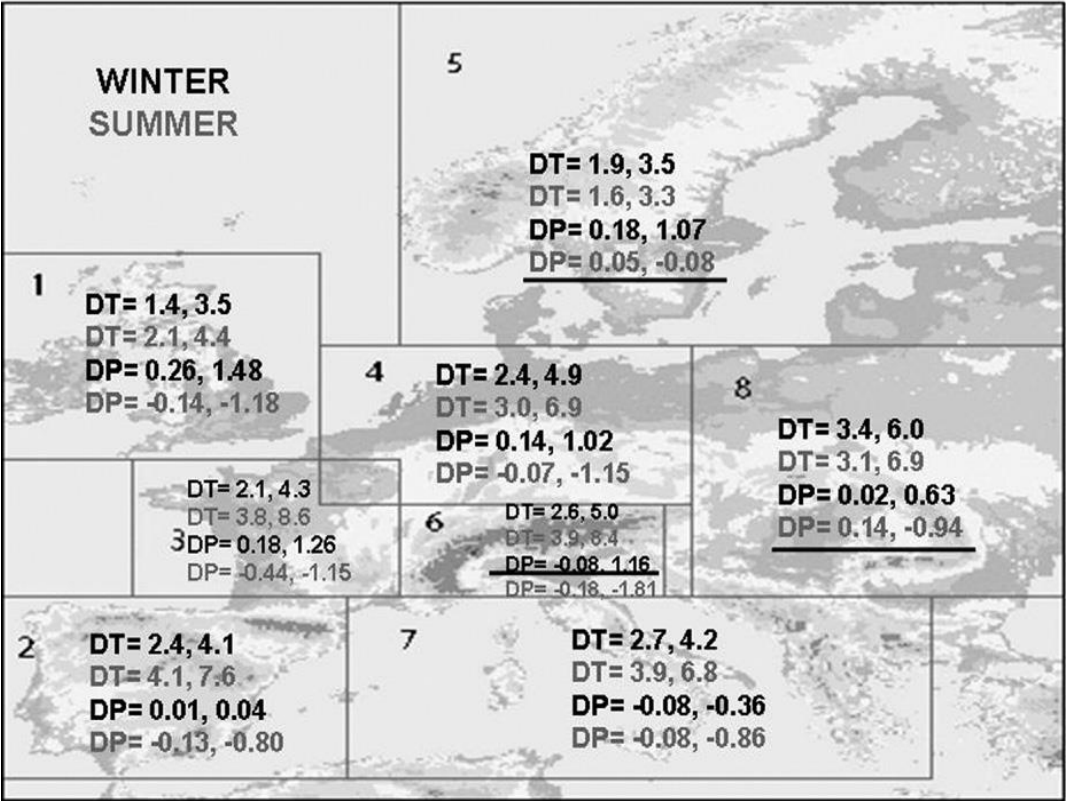 WINTER
SUMMER
5
DT= 1.9, 3.5
DT= 1.6, 3.3
DP= 0.18, 1.07
DP= 0.05, -0.08
1
DT= 1.4, 3.5
DT= 2.1, 4.4
DP= 0.26, 1.48
DP= -0.14, -1.18
4
DT= 2.4, 4.9
DT= 3.0, 6.9
DP= 0.14, 1.02
DP= -0.07, -1.15
8
DT= 3.4, 6.0
DT= 3.1, 6.9
DP= 0.02, 0.63
DP= 0.14, -0.94
3
DT= 2.1, 4.3
DT= 3.8, 8.6
DP= 0.18, 1.26
DP= -0.44, -1.15
6
DT= 2.6, 5.0
DT= 3.9, 8.4
DP= -0.08, 1.16
DP= -0.18, -1.81
2
DT= 2.4, 4.1
DT= 4.1, 7.6
DP= 0.01, 0.04
DP= -0.13, -0.80
7
DT= 2.7, 4.2
DT= 3.9, 6.8
DP= -0.08, -0.36
DP= -0.08, -0.86